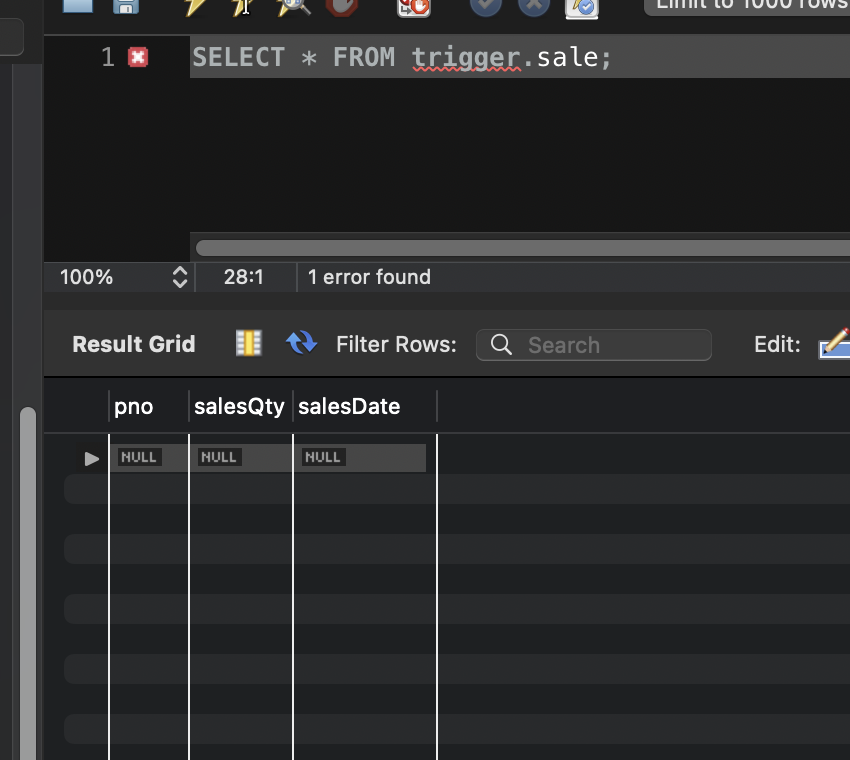 Limit to 1000 rows
1 SELECT * FROM trigger.sale;
100% 28:1 1 error found
Result Grid Filter Rows: Search Edit:
pno salesQty salesDate
NULL NULL NULL